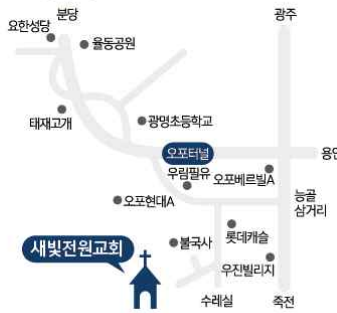 분당
광주
요한성당
율동공원
태재고개
광명초등학교
오포터널
용인
우림필유
오포베르빌A
오포현대A
능골
삼거리
롯데캐슬
불국사
새빛전원교회
우진빌리지
수레실
죽전